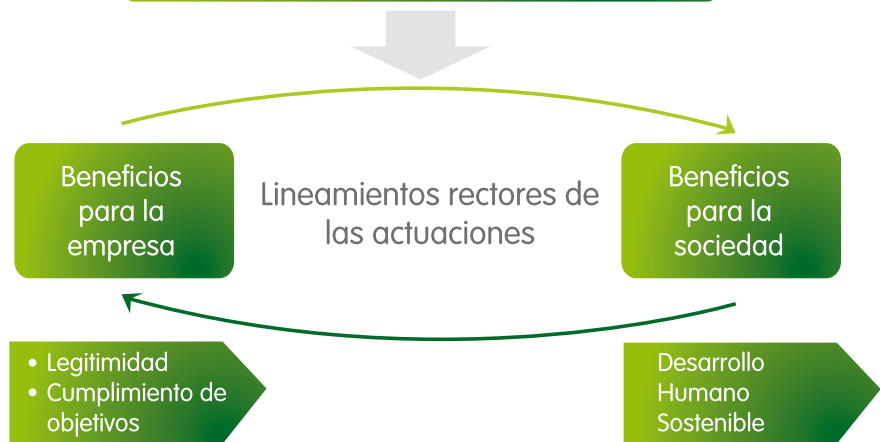 Beneficios
para la
empresa
Lineamientos rectores de
las actuaciones
Beneficios
para la
sociedad
• Legitimidad
• Cumplimiento de
objetivos
Desarrollo
Humano
Sostenible